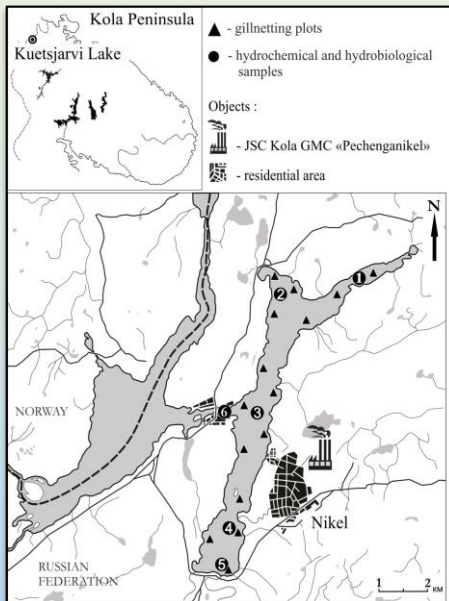 Kola Peninsula
Kuetsjarvi Lake
▲ - gillnetting plots
● - hydrochemical and hydrobiological
samples
Objects :
- JSC Kola GMC «Pechenganikel»
- residential area
N
1
2
6
3
NORWAY
Nikel
4
RUSSIAN
FEDERATION
5
1 2
км